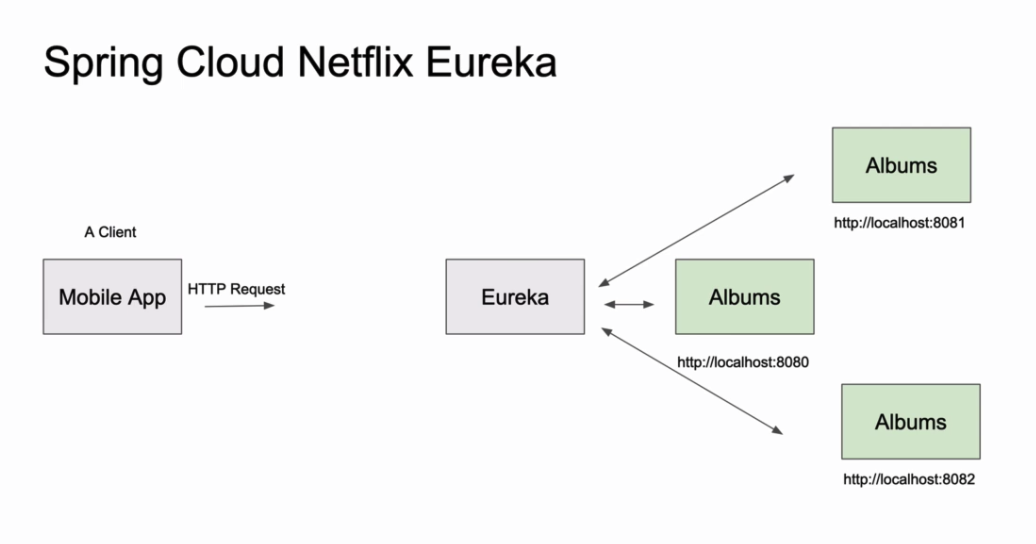 Spring Cloud Netflix Eureka
Albums
http://localhost:8081
A Client
Mobile App
HTTP Request
Eureka
Albums
http://localhost:8080
Albums
http://localhost:8082